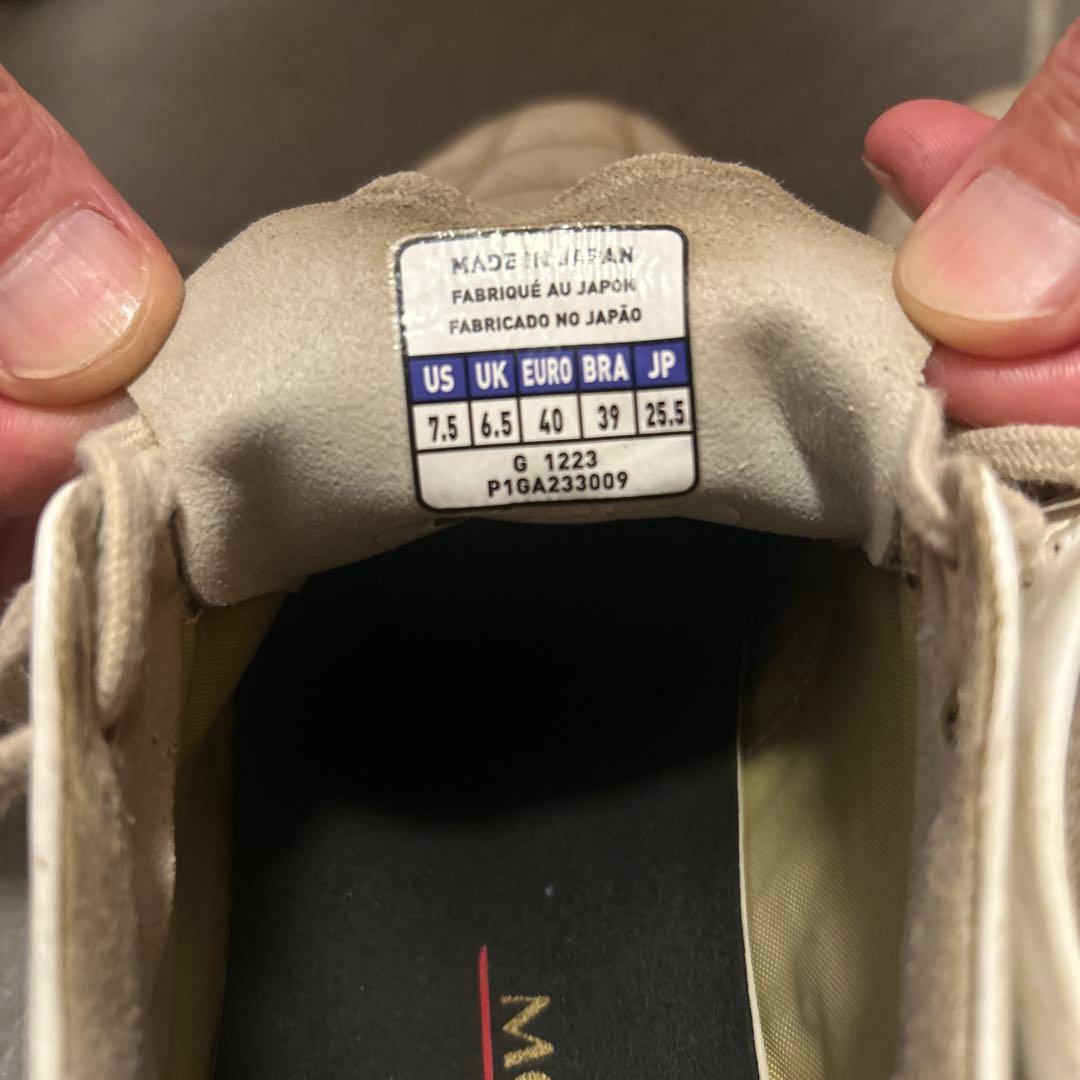 MADE IN JAPAN
FABRIQUÉ AU JAPON
FABRICADO NO JAPÃO
US UK EURO BRA JP
7.5 6.5 40 39 25.5
G 1223
P1GA233009